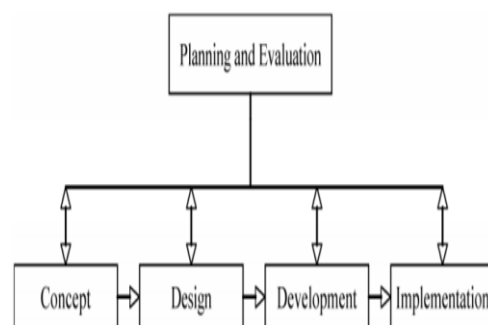 Planning and Evaluation
Concept
Design
Development
Implementation